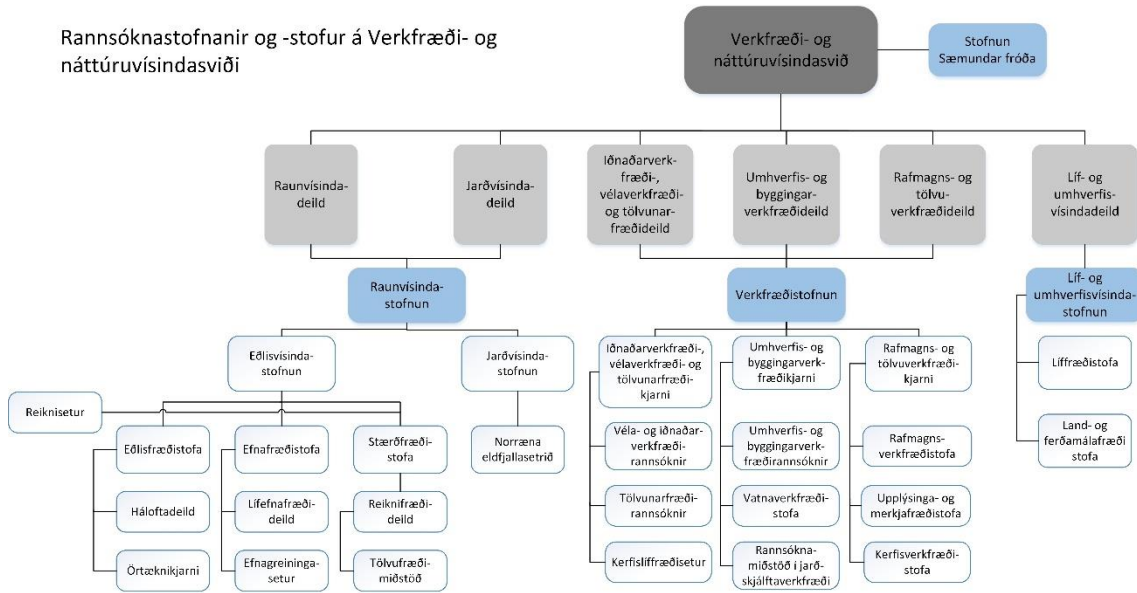 Rannsóknastofnanir og -stofur á Verkfræði- og
náttúruvísindasviði
Verkfræði- og
náttúruvísindasvið
Stofnun
Sæmundar fróða
Raunvísinda-
deild
Jarðvísinda-
deild
Iðnaðarverk-
fræði-,
vélaverkfræði-
og tölvunar-
fræðideild
Umhverfis- og
byggingar-
verkfræðideild
Rafmagns- og
tölvu-
verkfræðideild
Líf- og
umhverfis-
vísindadeild
Raunvísinda-
stofnun
Verkfræðistofnun
Líf- og
umhverfisvísinda-
stofnun
Eðlisvísinda-
stofnun
Jarðvísinda-
stofnun
Iðnaðarverkfræði-,
vélaverkfræði- og
tölvunarfræði-
kjarni
Umhverfis- og
byggingarverk-
fræðikjarni
Rafmagns- og
tölvuverkfræði-
kjarni
Líffræðistofa
Reiknisetur
Eðlisfræðistofa
Efnafræðistofa
Stærðfræði-
stofa
Norræna
eldfjallasetrið
Véla- og iðnaðar-
verkfræði-
rannsóknir
Umhverfis- og
byggingarverk-
fræðirannsóknir
Rafmagns-
verkfræðistofa
Land- og
ferðamálafræði
stofa
Háloftadeild
Lífefnafræði-
deild
Reiknifræði-
deild
Tölvunarfræði-
rannsóknir
Vatnaverkfræði-
stofa
Upplýsinga- og
merkjafræðistofa
Örtæknikjarni
Efnagreininga-
setur
Tölvufræði-
miðstöð
Kerfislíffræðisetur
Rannsókna-
miðstöð í jarð-
skjálftaverkfræði
Kerfisverkfræði-
stofa